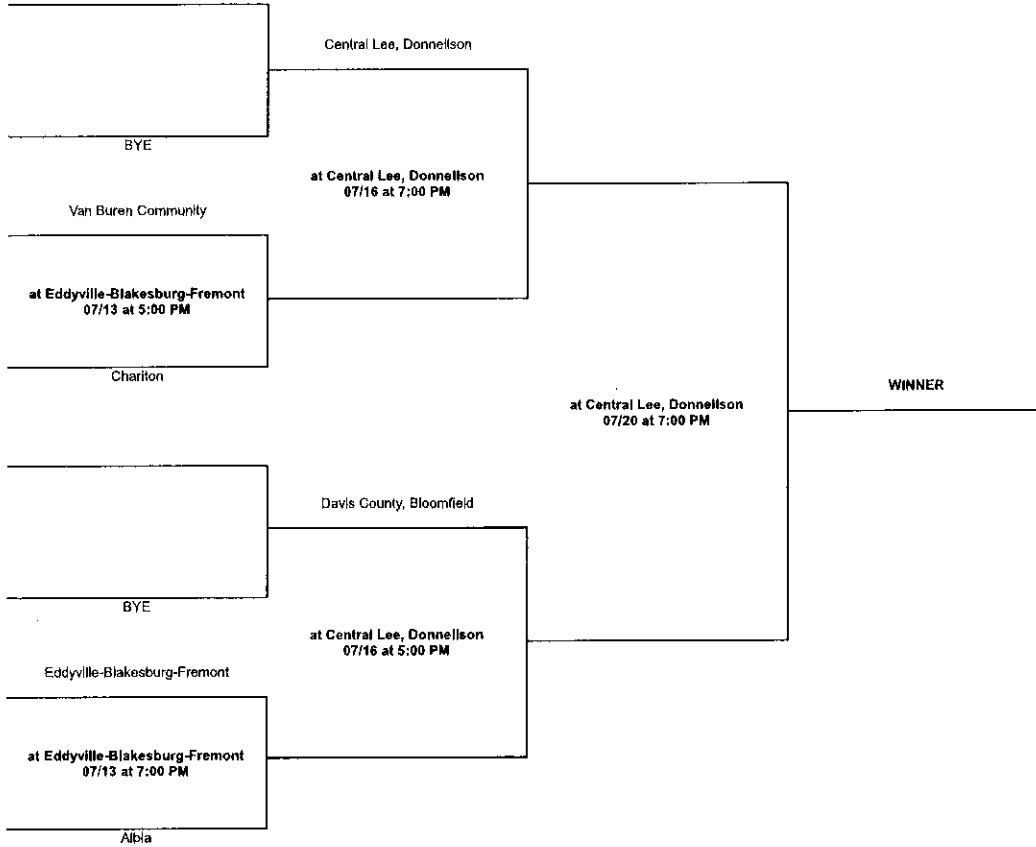 Central Lee, Donnellson
BYE
at Central Lee, Donnellson
07/16 at 7:00 PM
Van Buren Community
at Eddyville-Blakesburg-Fremont
07/13 at 5:00 PM
Chariton
WINNER
at Central Lee, Donnellson
07/20 at 7:00 PM
Davis County, Bloomfield
BYE
at Central Lee, Donnellson
07/16 at 5:00 PM
Eddyville-Blakesburg-Fremont
at Eddyville-Blakesburg-Fremont
07/13 at 7:00 PM
Albia